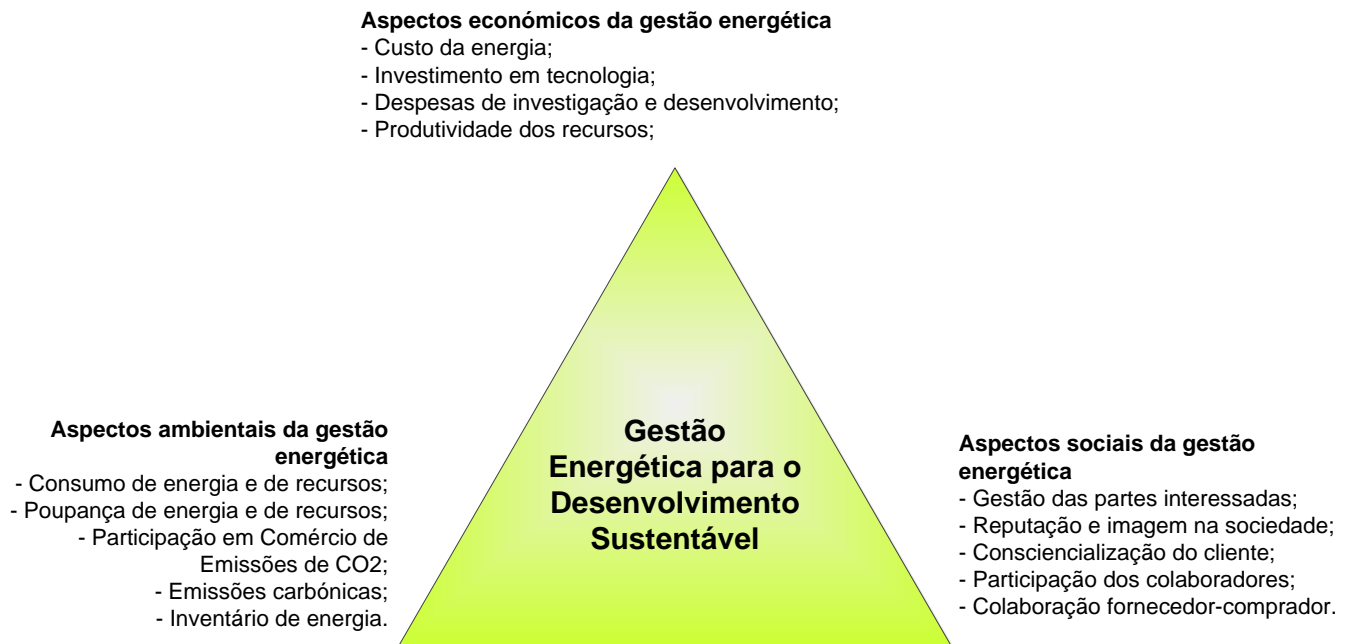 Aspectos económicos da gestão energética
- Custo da energia;
- Investimento em tecnologia;
- Despesas de investigação e desenvolvimento;
- Produtividade dos recursos;
Aspectos ambientais da gestão
energética
- Consumo de energia e de recursos;
- Poupança de energia e de recursos;
- Participação em Comércio de
Emissões de CO2;
- Emissões carbónicas;
- Inventário de energia.
Gestão
Energética para o
Desenvolvimento
Sustentável
Aspectos sociais da gestão
energética
- Gestão das partes interessadas;
- Reputação e imagem na sociedade;
- Consciencialização do cliente;
- Participação dos colaboradores;
- Colaboração fornecedor-comprador.